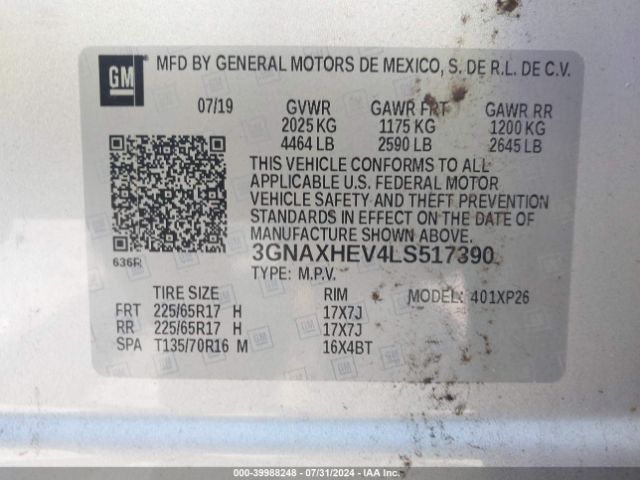 GM MFD BY GENERAL MOTORS DE MEXICO, S. DE R.L. DE C.V.
07/19 GVWR GAWR FRT GAWR RR
2025 KG 1175 KG 1200 KG
4464 LB 2590 LB 2645 LB
THIS VEHICLE CONFORMS TO ALL
APPLICABLE U.S. FEDERAL MOTOR
VEHICLE SAFETY AND THEFT PREVENTION
STANDARDS IN EFFECT ON THE DATE OF
MANUFACTURE SHOWN ABOVE.
636R 3GNAXHEV4LS517390
TYPE: M.P.V.
TIRE SIZE RIM MODEL: 401XP26
FRT 225/65R17 H 17X7J
RR 225/65R17 H 17X7J
SPA T135/70R16 M 16X4BT
000-39988248 - 07/31/2024 - IAAI.COM